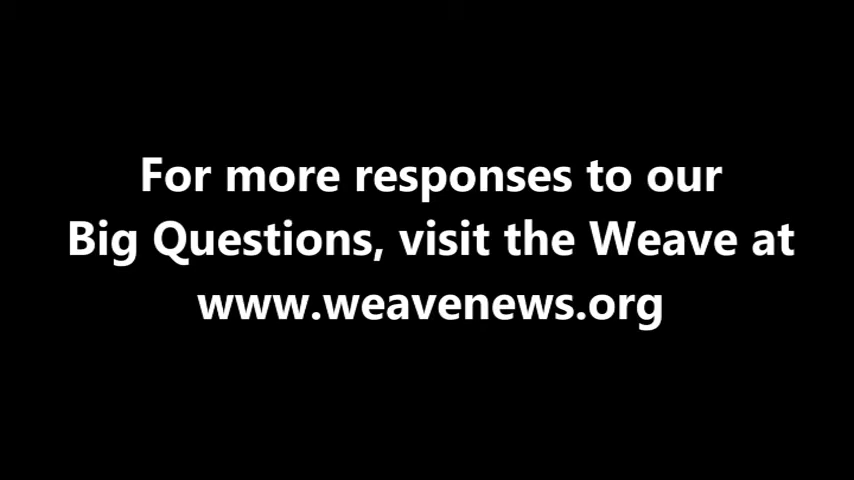 For more responses to our
Big Questions, visit the Weave at
www.weavenews.org